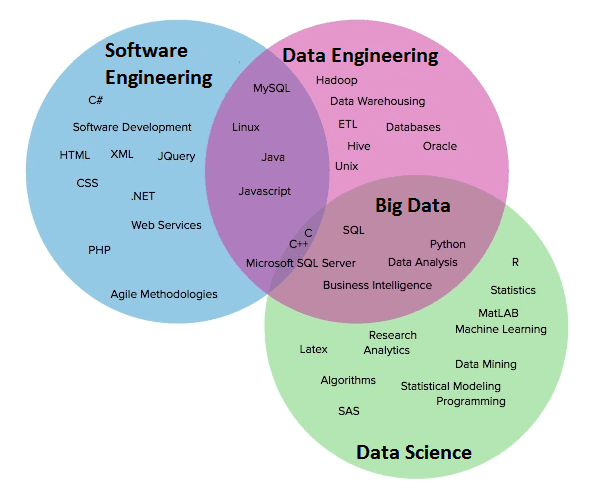 Software
Engineering
Data Engineering
C#
Software Development
HTML
XML
JQuery
CSS
.NET
Web Services
PHP
Agile Methodologies
MySQL
Linux
Java
Javascript
C
C++
Microsoft SQL Server
Hadoop
Data Warehousing
ETL
Databases
Hive
Oracle
Unix
Big Data
SQL
Python
Data Analysis
Business Intelligence
R
Statistics
MatLAB
Machine Learning
Research
Analytics
Latex
Data Mining
Algorithms
Statistical Modeling
Programming
SAS
Data Science